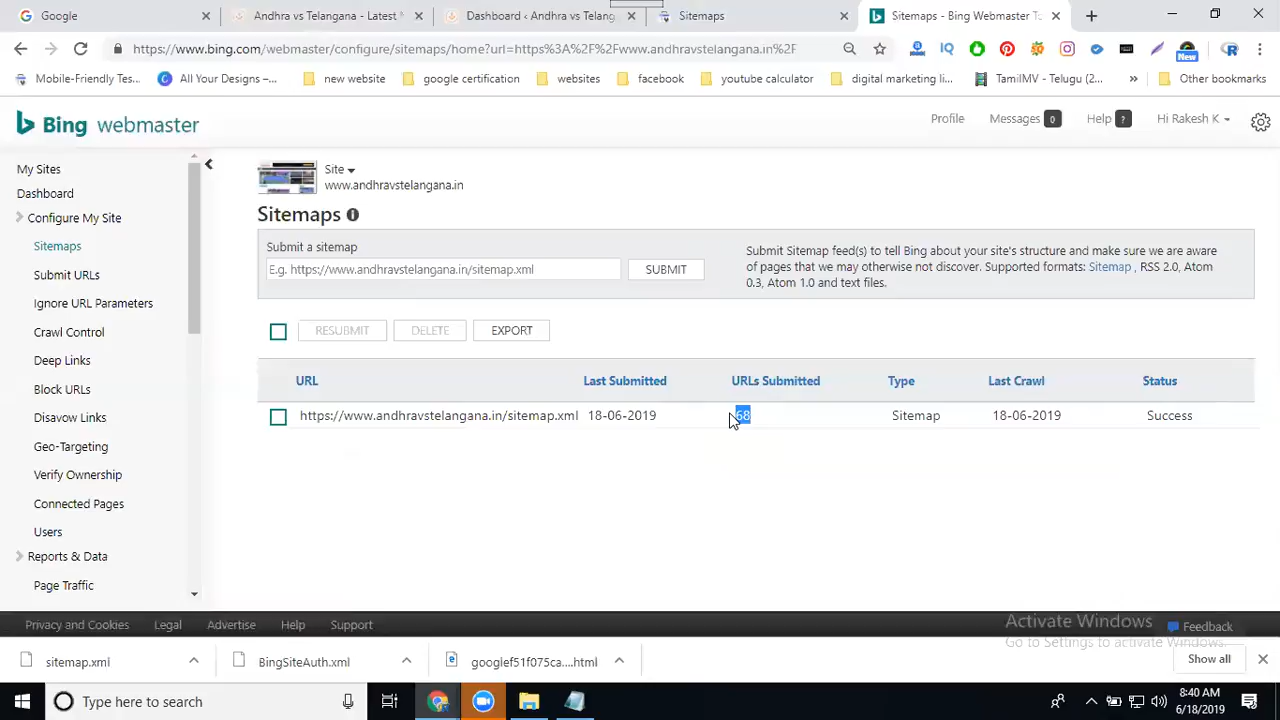 Google
Andhra vs Telangana - Latest
Dashboard ‹ Andhra vs Telang
Sitemaps
Sitemaps - Bing Webmaster To
https://www.bing.com/webmaster/configure/sitemaps/home?url=https%3A%2F%2Fwww.andhravstelangana.in%2F
Mobile-Friendly Tes...
All Your Designs –...
new website
google certification
websites
facebook
youtube calculator
digital marketing li...
TamilMV - Telugu (2...
Other bookmarks
New
Bing webmaster
Profile
Messages 0
Help ?
Hi Rakesh K
My Sites
Dashboard
Configure My Site
Sitemaps
Submit URLs
Ignore URL Parameters
Crawl Control
Deep Links
Block URLs
Disavow Links
Geo-Targeting
Verify Ownership
Connected Pages
Users
Reports & Data
Page Traffic
Site
www.andhravstelangana.in
Sitemaps
Submit a sitemap
E.g. https://www.andhravstelangana.in/sitemap.xml
SUBMIT
Submit Sitemap feed(s) to tell Bing about your site's structure and make sure we are aware
of pages that we may otherwise not discover. Supported formats: Sitemap , RSS 2.0, Atom
0.3, Atom 1.0 and text files.
RESUBMIT DELETE EXPORT
URL Last Submitted URLs Submitted Type Last Crawl Status
https://www.andhravstelangana.in/sitemap.xml 18-06-2019 68 Sitemap 18-06-2019 Success
Privacy and Cookies Legal Advertise Help Support
Feedback
Activate Windows
Go to Settings to activate Windows.
sitemap.xml
BingSiteAuth.xml
googlef51f075ca....html
Show all
Type here to search
8:40 AM
6/18/2019